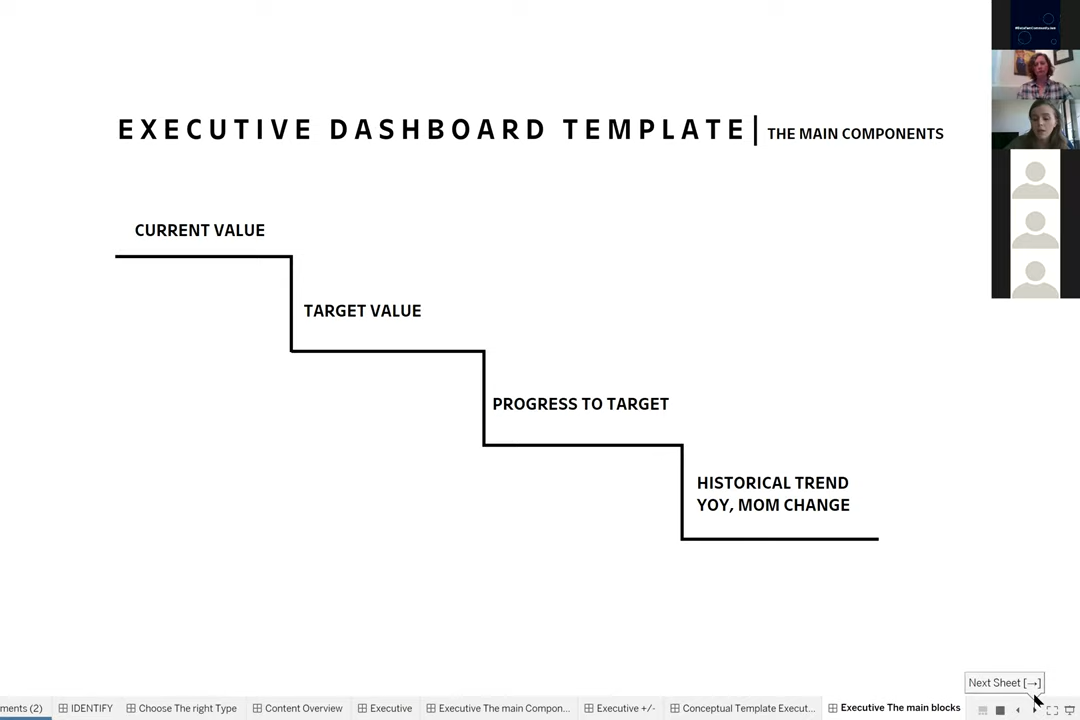 EXECUTIVE DASHBOARD TEMPLATE | THE MAIN COMPONENTS
CURRENT VALUE
TARGET VALUE
PROGRESS TO TARGET
HISTORICAL TREND
YOY, MOM CHANGE
Next Sheet [→]
ments (2)
IDENTIFY
Choose The right Type
Content Overview
Executive
Executive The main Compon...
Executive +/-
Conceptual Template Execut...
Executive The main blocks